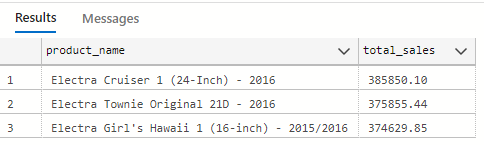 Results Messages
product_name total_sales
1 Electra Cruiser 1 (24-Inch) - 2016 385850.10
2 Electra Townie Original 21D - 2016 375855.44
3 Electra Girl's Hawaii 1 (16-inch) - 2015/2016 374629.85